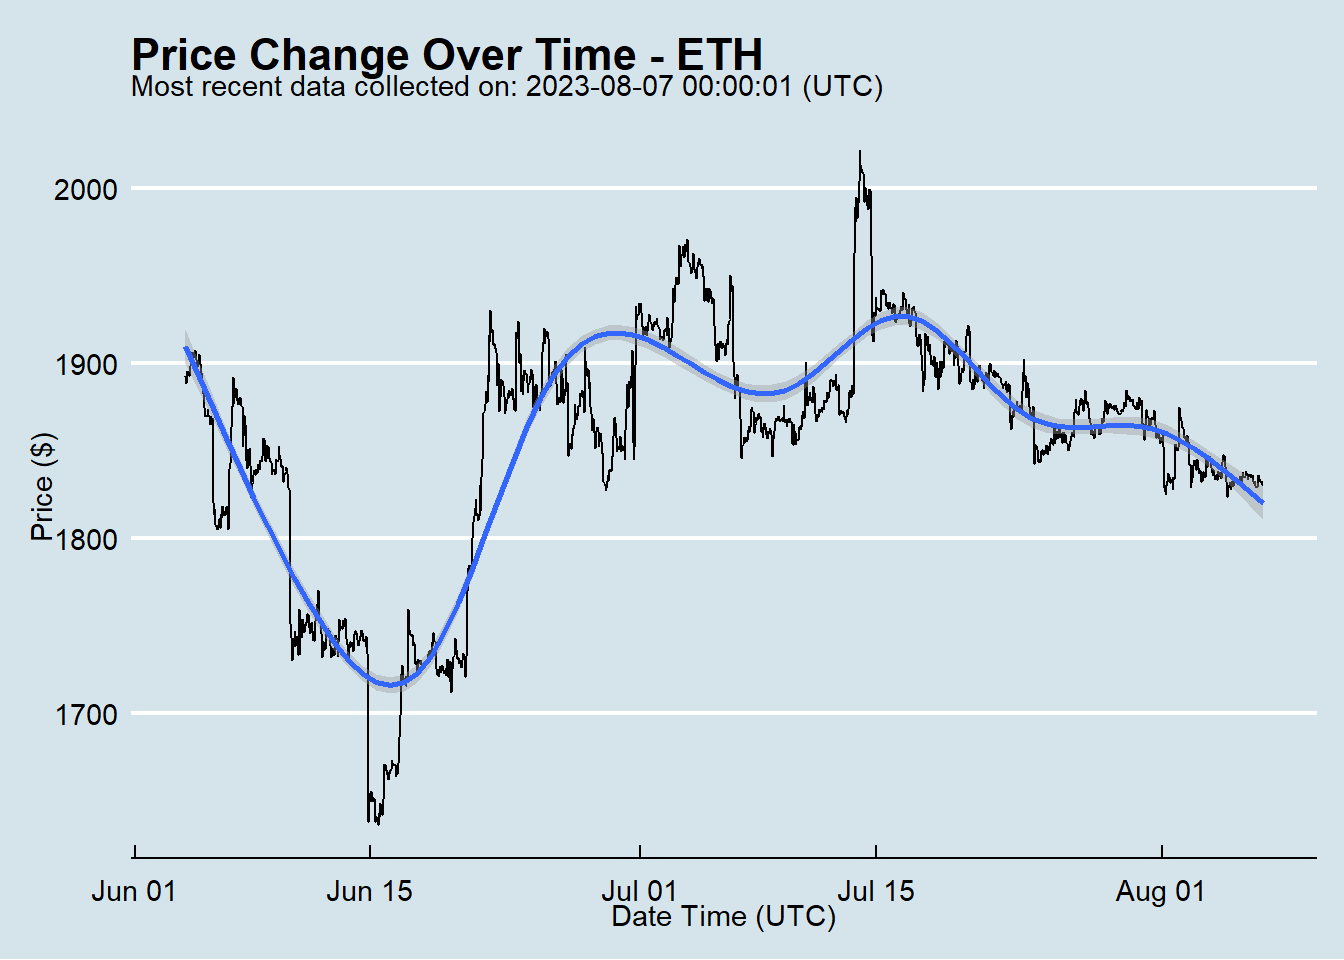 Price Change Over Time - ETH
Most recent data collected on: 2023-08-07 00:00:01 (UTC)
2000
1900
1800
1700
Price ($)
Jun 01
Jun 15
Jul 01
Jul 15
Aug 01
Date Time (UTC)